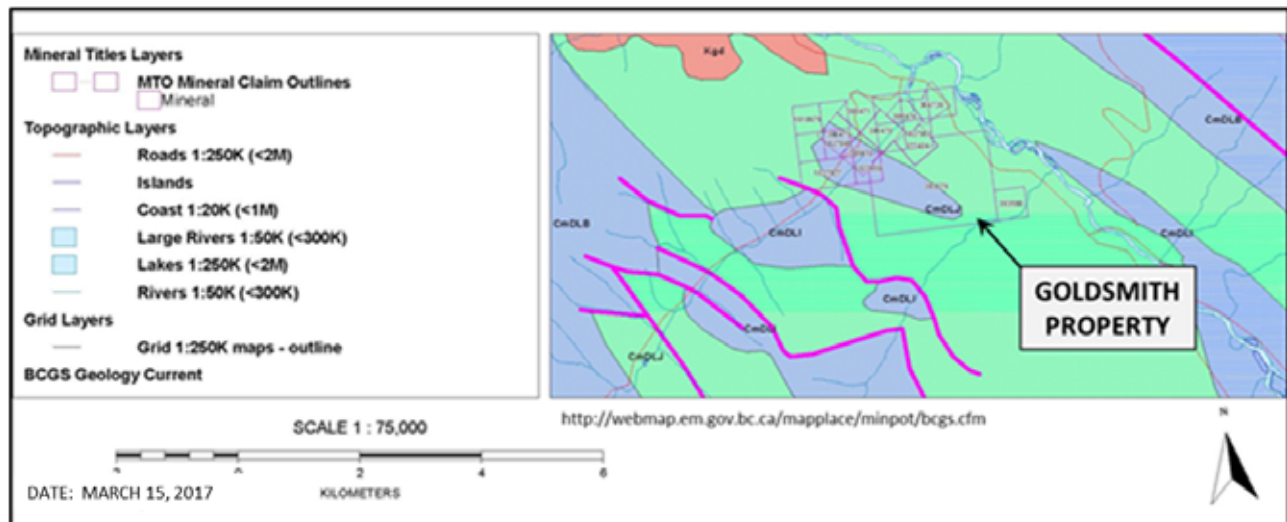 Mineral Titles Layers
MTO Mineral Claim Outlines
Mineral
Topographic Layers
Roads 1:250K (<2M)
Islands
Coast 1:20K (<1M)
Large Rivers 1:50K (<300K)
Lakes 1:250K (<2M)
Rivers 1:50K (<300K)
Grid Layers
Grid 1:250K maps - outline
BCGS Geology Current
SCALE 1 : 75,000
2 4 6
KILOMETERS
DATE: MARCH 15, 2017
Kgd
CmDLB
CmDLB
CmDLJ
CmDLI
CmDLI
CmDLI
CmDLJ
GOLDSMITH
PROPERTY
http://webmap.em.gov.bc.ca/mapplace/minpot/bcgs.cfm
N